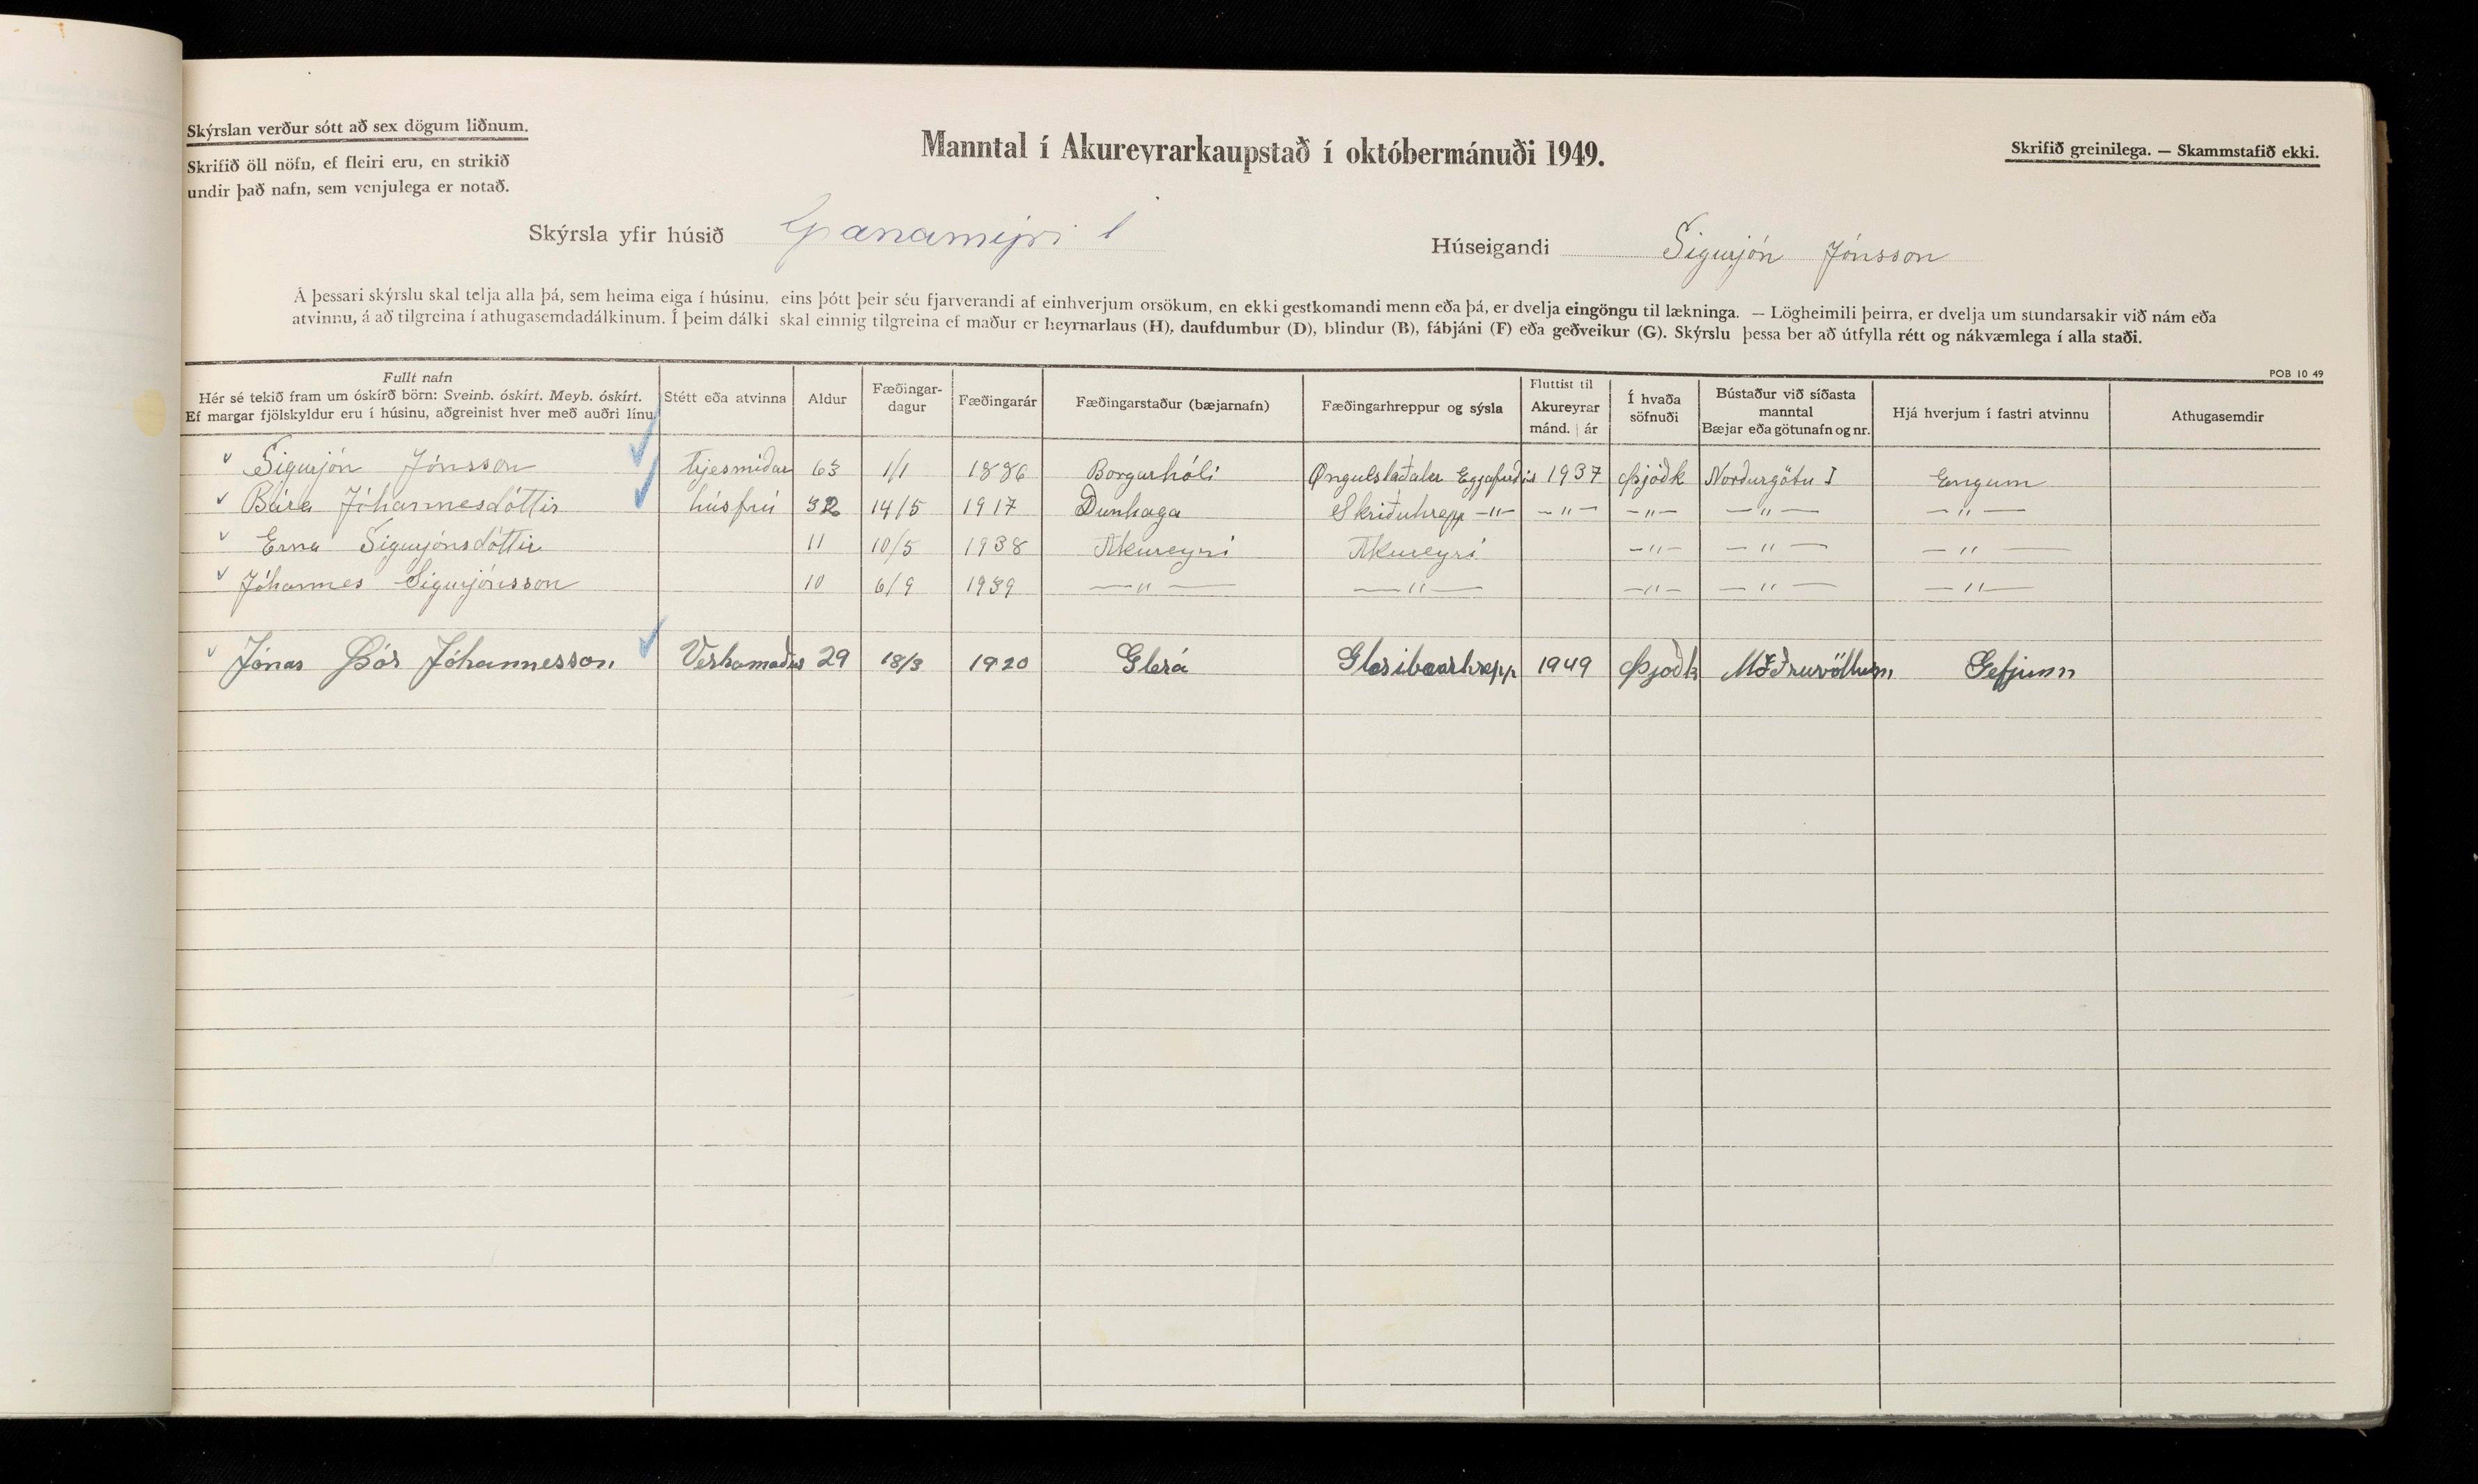 Skýrslan verður sótt að sex dögum liðnum.
Skrifið öll nöfn, ef fleiri eru, en strikið
undir það nafn, sem venjulega er notað.
Manntal í Akureyrarkaupstað í októbermánuði 1949.
Skrifið greinilega. — Skammstafið ekki.
Skýrsla yfir húsið Grænamýri 1
Húseigandi Sigurjón Jónsson
Á þessari skýrslu skal telja alla þá, sem heima eiga í húsinu, eins þótt þeir séu fjarverandi af einhverjum orsökum, en ekki gestkomandi menn eða þá, er dvelja eingöngu til lækninga. — Lögheimili þeirra, er dvelja um stundarsakir við nám eða
atvinnu, á að tilgreina í athugasemdadálkinum. Í þeim dálki skal einnig tilgreina ef maður er heyrnarlaus (H), daufdumbur (D), blindur (B), fábjáni (F) eða geðveikur (G). Skýrslu þessa ber að útfylla rétt og nákvæmlega í alla staði.
POB 10 49
Fullt nafn
Hér sé tekið fram um óskírð börn: Sveinb. óskírt. Meyb. óskírt.
Ef margar fjölskyldur eru í húsinu, aðgreinist hver með auðri línu.
Stétt eða atvinna
Aldur
Fæðingar-
dagur
Fæðingarár
Fæðingarstaður (bæjarnafn)
Fæðingarhreppur og sýsla
Fluttist til
Akureyrar
mánd. ár
Í hvaða
söfnuði
Bústaður við síðasta
manntal
Bæjar eða götunafn og nr.
Hjá hverjum í fastri atvinnu
Athugasemdir
v Sigurjón Jónsson trjesmiður 63 1/1 1886 Borgarhóli Öngulstaðahr 1937 Þjóðk Norðurgötu I Engum
v Bára Jóhannesdóttir húsfrú 32 14/5 1917 Dunhaga Skriðuhrepp —"— —"— —"— —"— —"—
v Erna Sigurjónsdóttir 11 10/5 1938 Akureyri Akureyri —"— —"— —"—
v Jóhannes Sigurjónsson 10 6/9 1939 —"— —"— —"— —"— —"—
v Jónas Þór Jóhannesson Verkamaður 29 18/3 1920 Glerá Glæsibæarhrepp 1949 Þjóðk Möðruvöllum Gefjunn